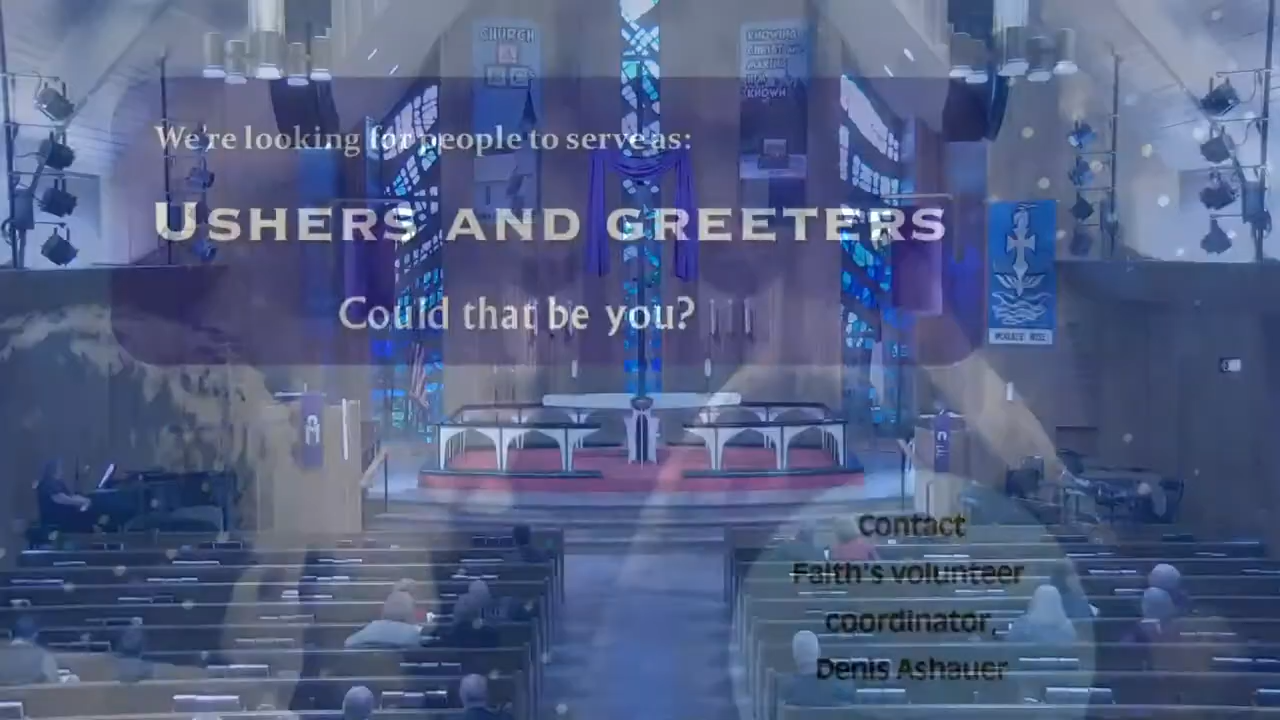 CHURCH
KNOWING
CHRIST AND
MAKING
HIM
KNOWN
We're looking for people to serve as:
USHERS AND GREETERS
Could that be you?
Contact
Faith's volunteer
coordinator,
Denis Ashauer